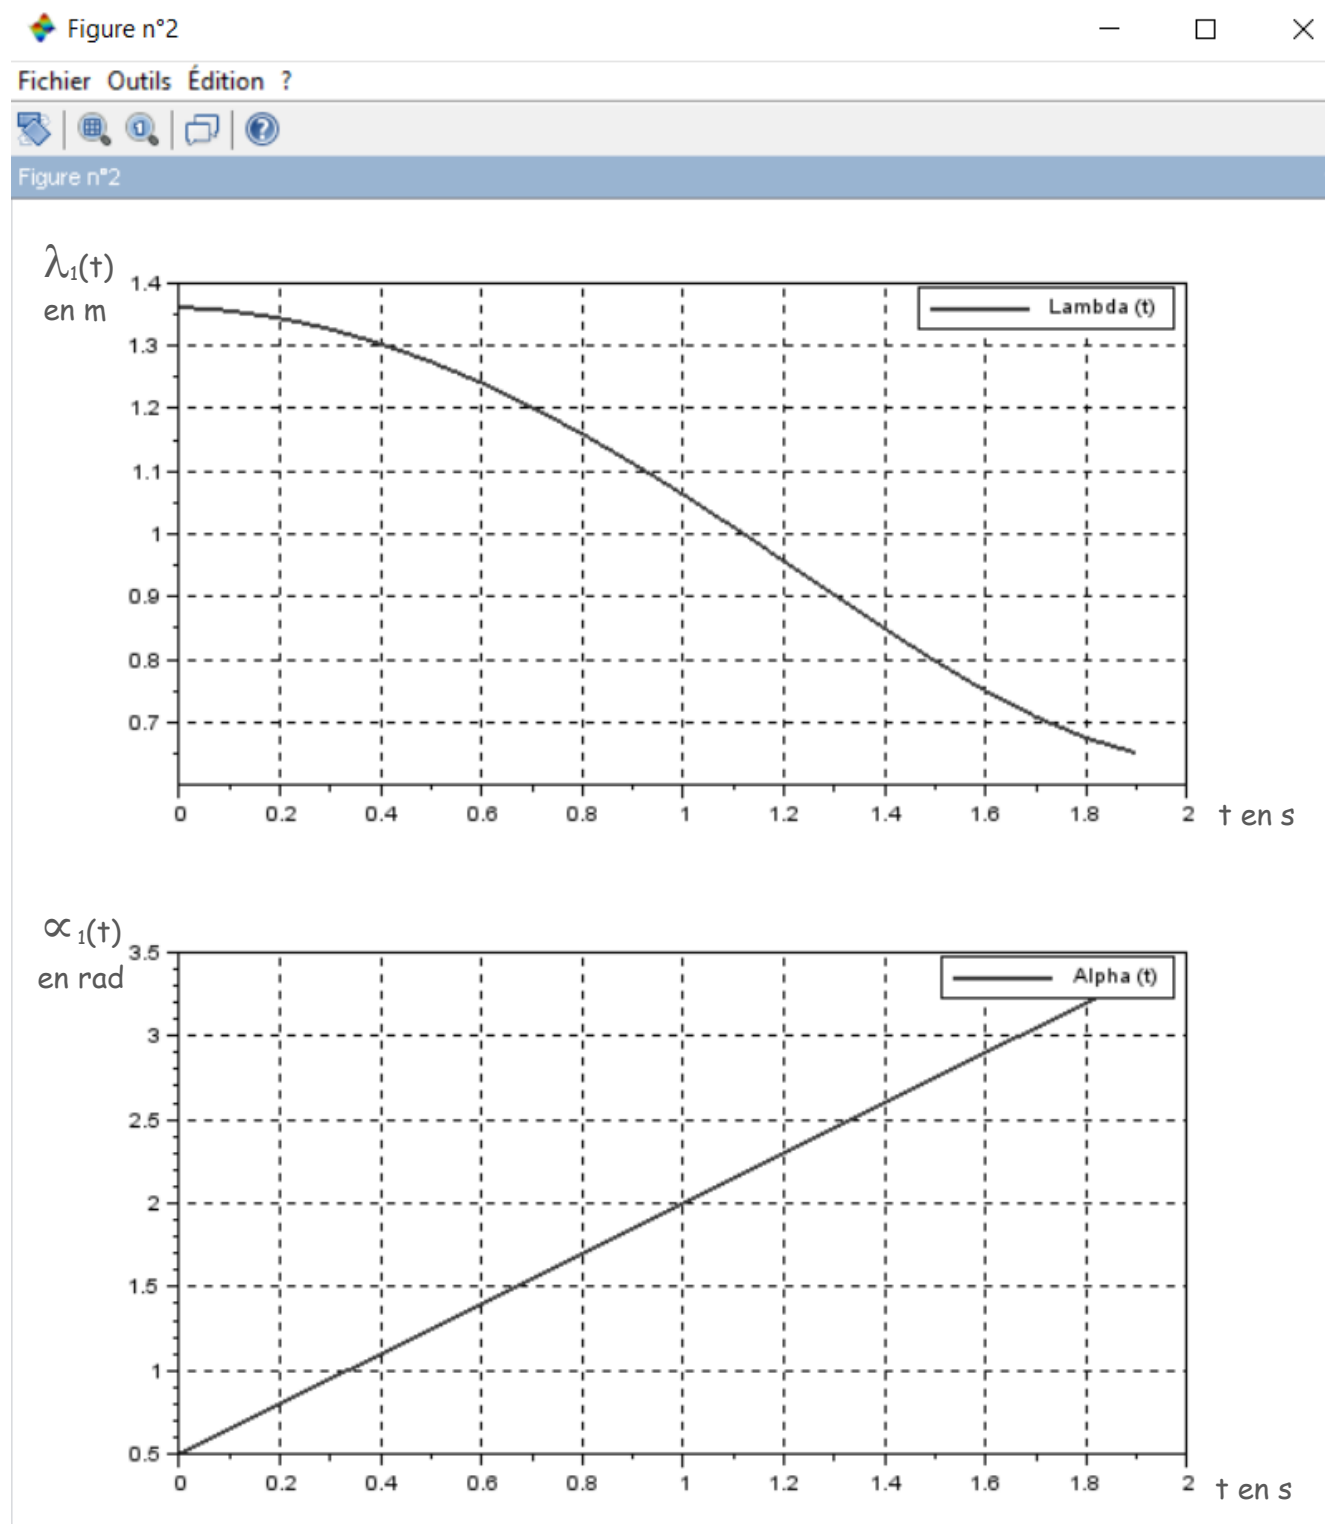 Figure n°2
Fichier Outils Édition ?
Figure n°2
λ₁(t)
en m
1.4
1.3
1.2
1.1
1
0.9
0.8
0.7
Lambda (t)
0 0.2 0.4 0.6 0.8 1 1.2 1.4 1.6 1.8 2
t en s
∝₁(t)
en rad
3.5
3
2.5
2
1.5
1
0.5
Alpha (t)
0 0.2 0.4 0.6 0.8 1 1.2 1.4 1.6 1.8 2
t en s